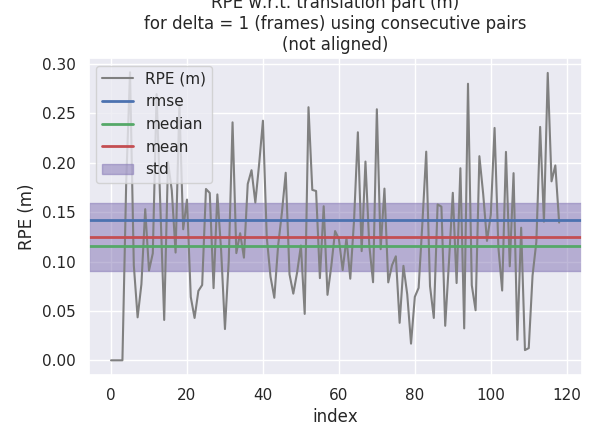 RPE w.r.t. translation part (m)
for delta = 1 (frames) using consecutive pairs
(not aligned)
0.30
0.25
0.20
0.15
0.10
0.05
0.00
RPE (m)
RPE (m)
rmse
median
mean
std
0
20
40
60
80
100
120
index